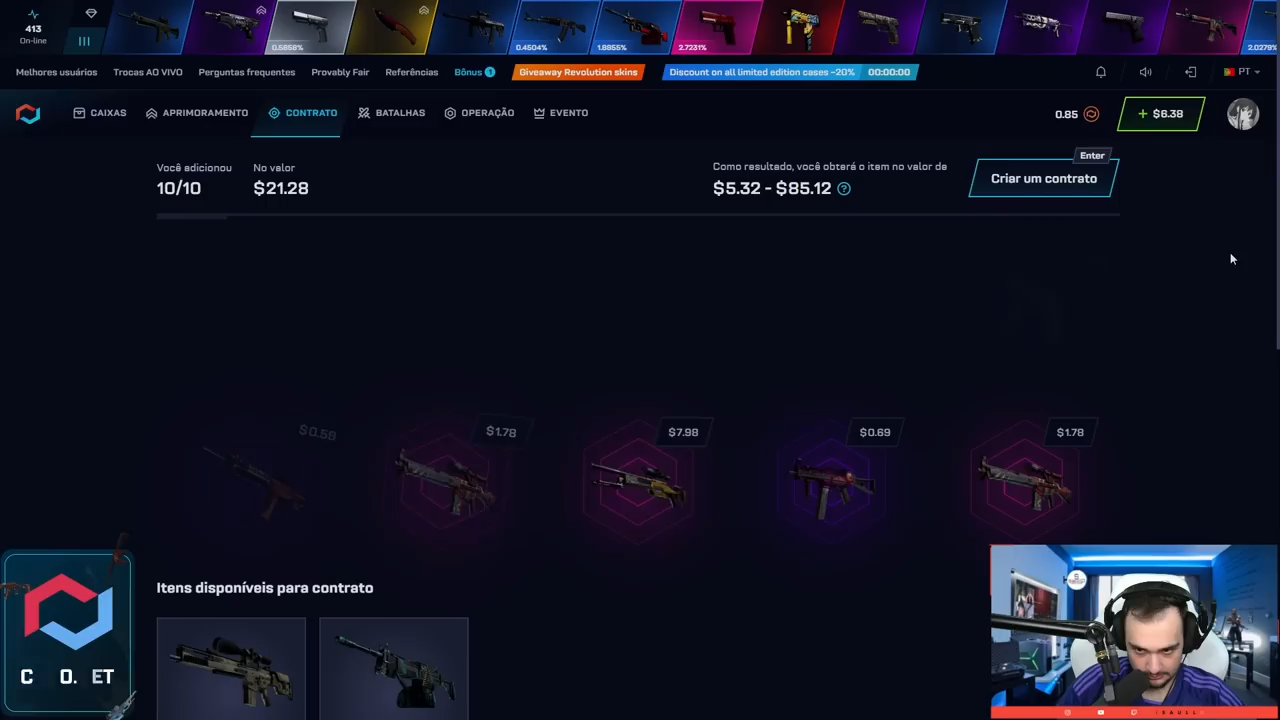 413
On-line
0.5858%
0.4504%
1.8855%
2.7231%
2.0279%
Melhores usuários
Trocas AO VIVO
Perguntas frequentes
Provably Fair
Referências
Bônus 1
Giveaway Revolution skins
Discount on all limited edition cases -20% 00:00:00
PT
CAIXAS
APRIMORAMENTO
CONTRATO
BATALHAS
OPERAÇÃO
EVENTO
0.85
+ $6.38
Você adicionou
10/10
No valor
$21.28
Como resultado, você obterá o item no valor de
$5.32 - $85.12 ?
Enter
Criar um contrato
$0.59
$1.78
$7.98
$0.69
$1.78
Itens disponíveis para contrato
C O. ET